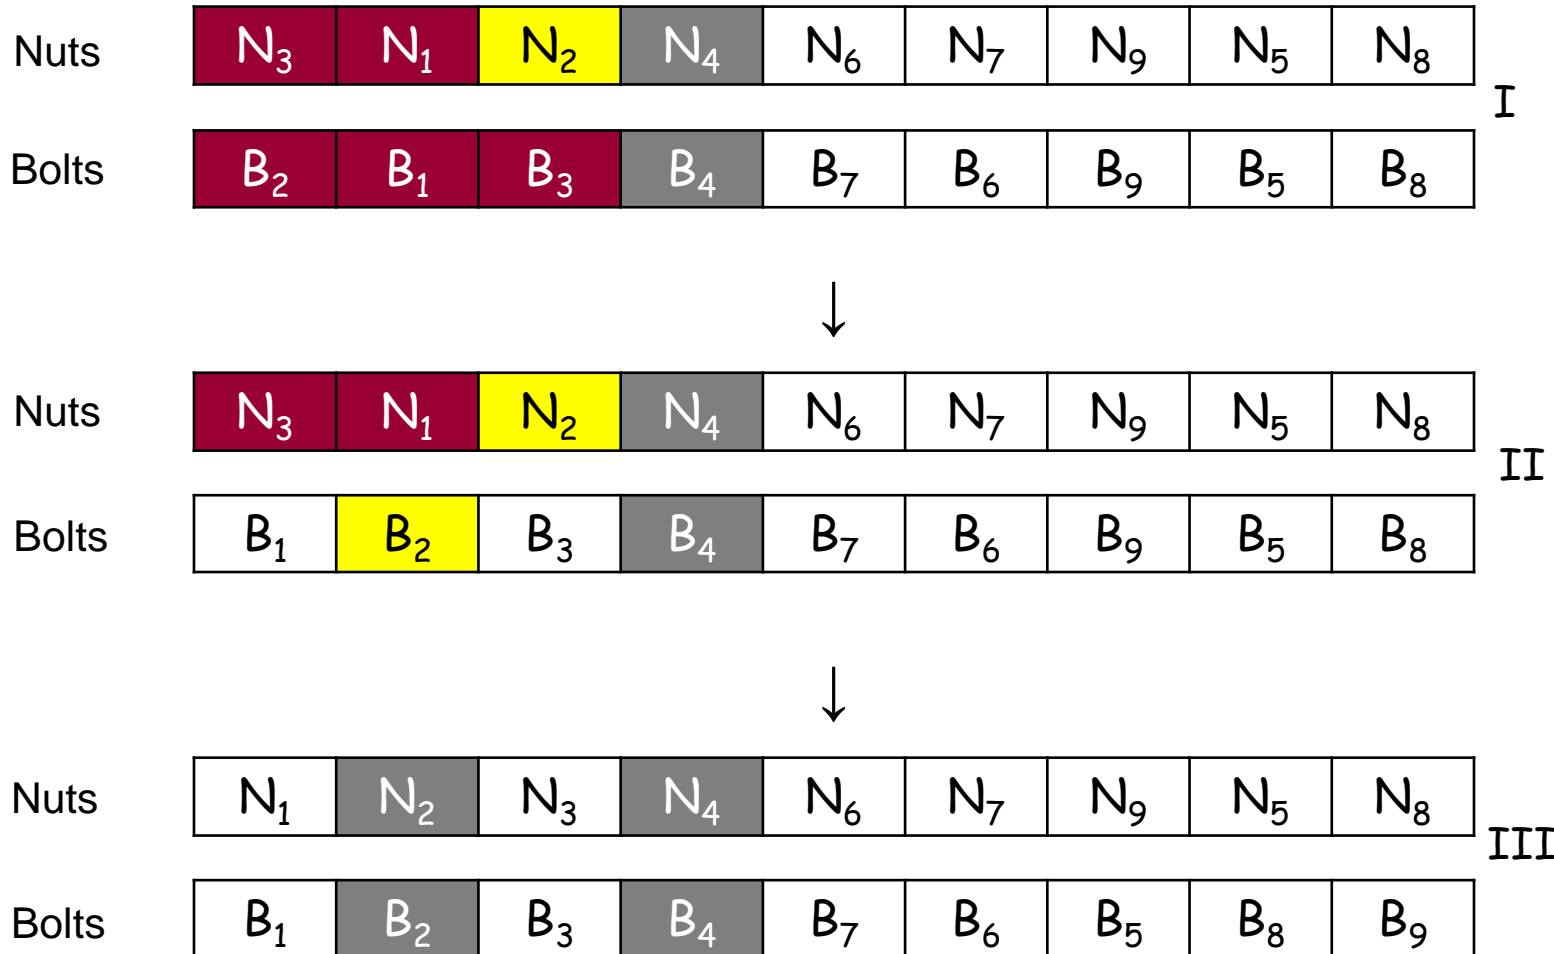 Nuts N₃ N₁ N₂ N₄ N₆ N₇ N₉ N₅ N₈
I
Bolts B₂ B₁ B₃ B₄ B₇ B₆ B₉ B₅ B₈
↓
Nuts N₃ N₁ N₂ N₄ N₆ N₇ N₉ N₅ N₈
II
Bolts B₁ B₂ B₃ B₄ B₇ B₆ B₉ B₅ B₈
↓
Nuts N₁ N₂ N₃ N₄ N₆ N₇ N₉ N₅ N₈
III
Bolts B₁ B₂ B₃ B₄ B₇ B₆ B₅ B₈ B₉